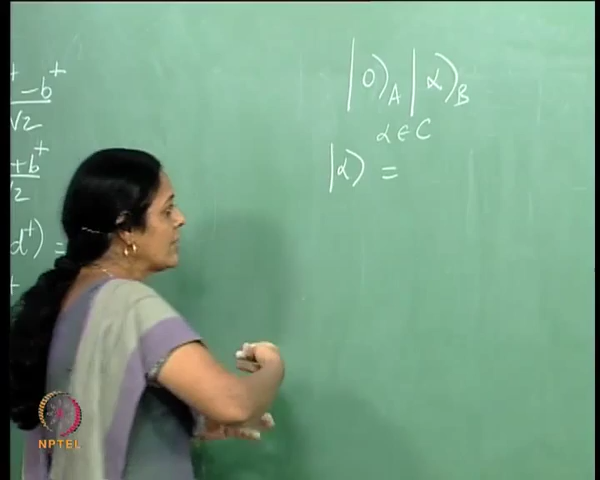 ⁺ - b⁺
√2
+ b⁺
√2
d⁺) =
|0⟩_A |α⟩_B
α ∈ C
|α⟩ =
NPTEL